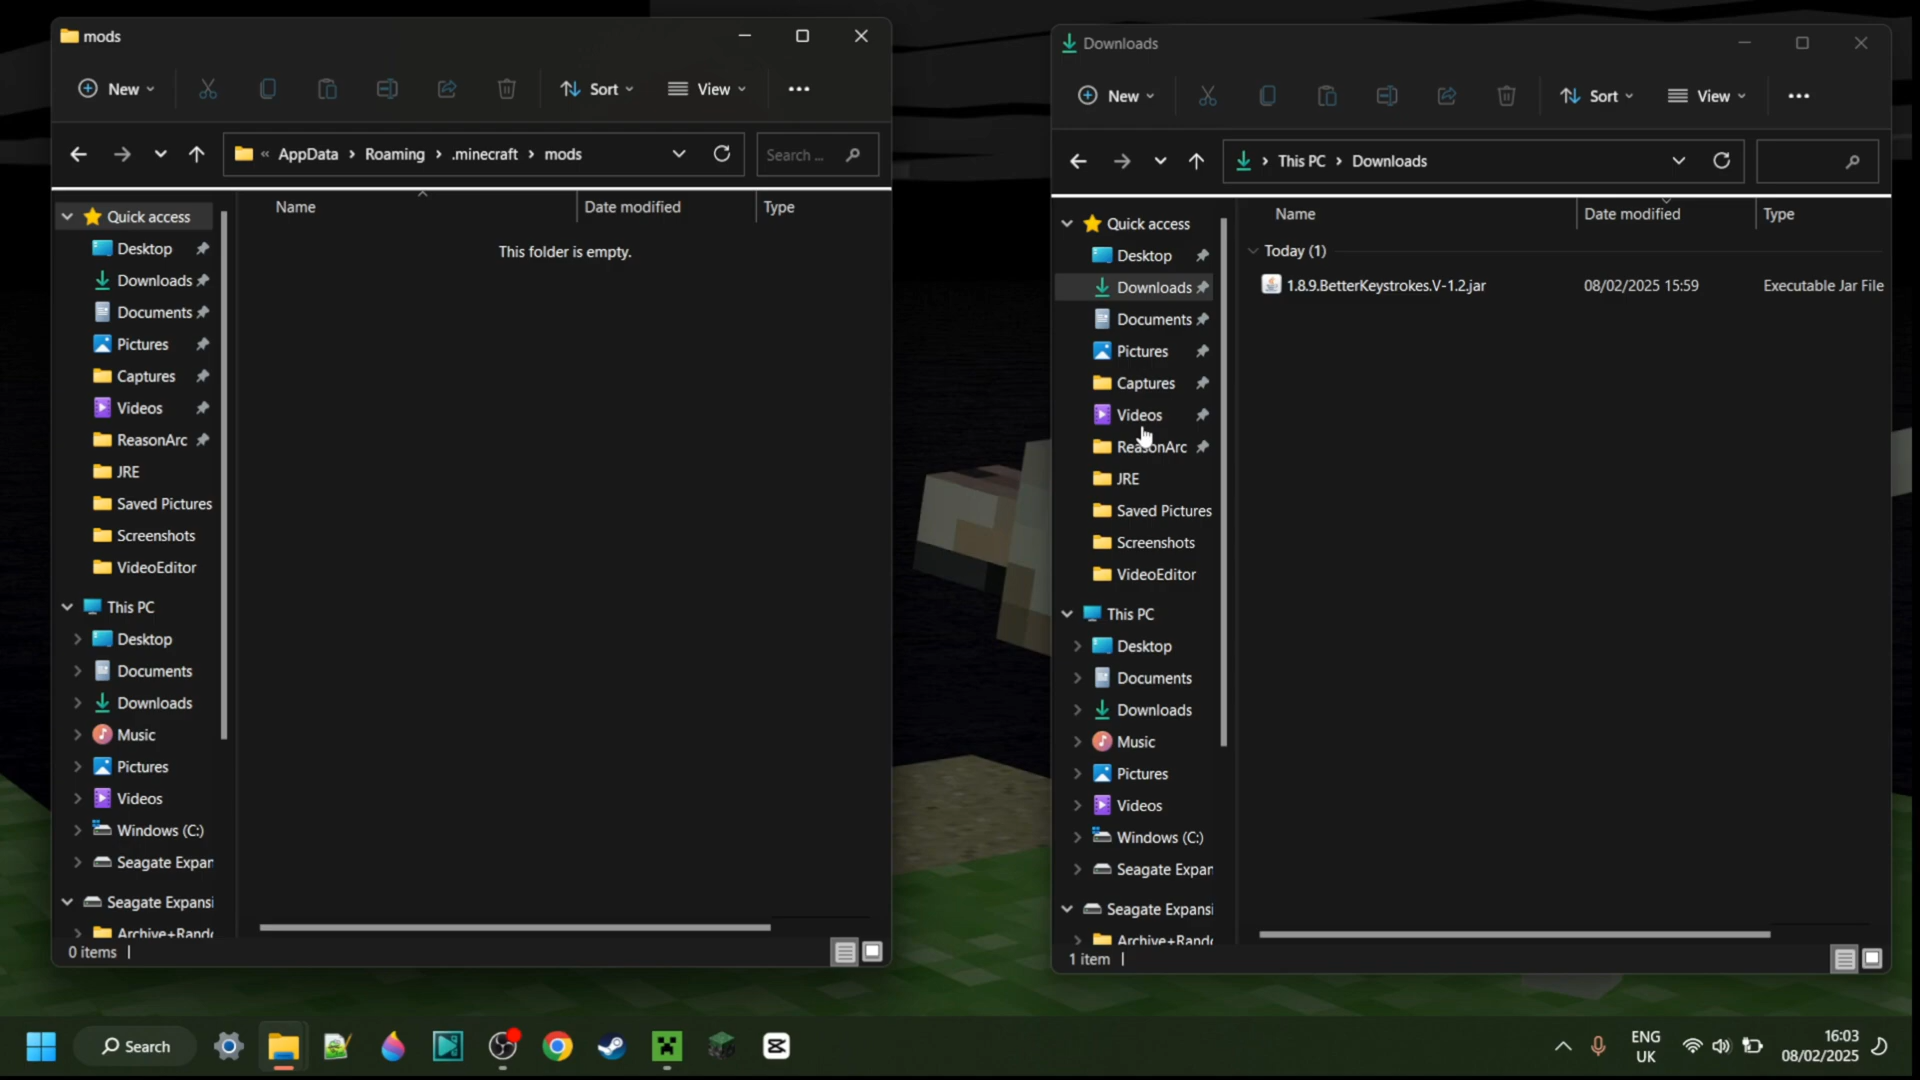 mods
New
Sort
View
« AppData > Roaming > .minecraft > mods
Search ...
Name
Date modified
Type
This folder is empty.
Quick access
Desktop
Downloads
Documents
Pictures
Captures
Videos
ReasonArc
JRE
Saved Pictures
Screenshots
VideoEditor
This PC
Desktop
Documents
Downloads
Music
Pictures
Videos
Windows (C:)
Seagate Expan
Seagate Expansi
Archive+Rando
0 items
Downloads
New
Sort
View
This PC > Downloads
Name
Date modified
Type
Today (1)
1.8.9.BetterKeystrokes.V-1.2.jar
08/02/2025 15:59
Executable Jar File
Quick access
Desktop
Downloads
Documents
Pictures
Captures
Videos
ReasonArc
JRE
Saved Pictures
Screenshots
VideoEditor
This PC
Desktop
Documents
Downloads
Music
Pictures
Videos
Windows (C:)
Seagate Expan
Seagate Expansi
Archive+Rando
1 item
Search
ENG
UK
16:03
08/02/2025